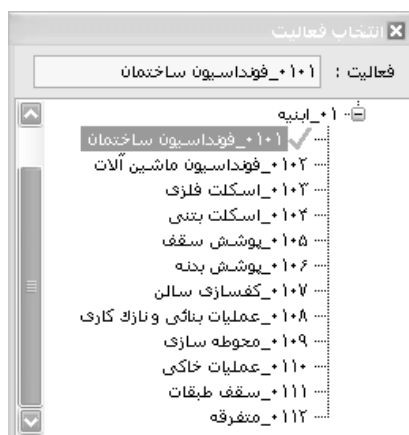 انتخاب فعالیت
فعالیت : ۰۱۰۱_فونداسیون ساختمان
۰۱_ابنیه
۰۱۰۱_فونداسیون ساختمان
۰۱۰۲_فونداسیون ماشین آلات
۰۱۰۳_اسکلت فلزی
۰۱۰۴_اسکلت بتنی
۰۱۰۵_پوشش سقف
۰۱۰۶_پوشش بدنه
۰۱۰۷_کفسازی سالن
۰۱۰۸_عملیات بنائی و نازک کاری
۰۱۰۹_محوطه سازی
۰۱۱۰_عملیات خاکی
۰۱۱۱_سقف طبقات
۰۱۱۲_متفرقه